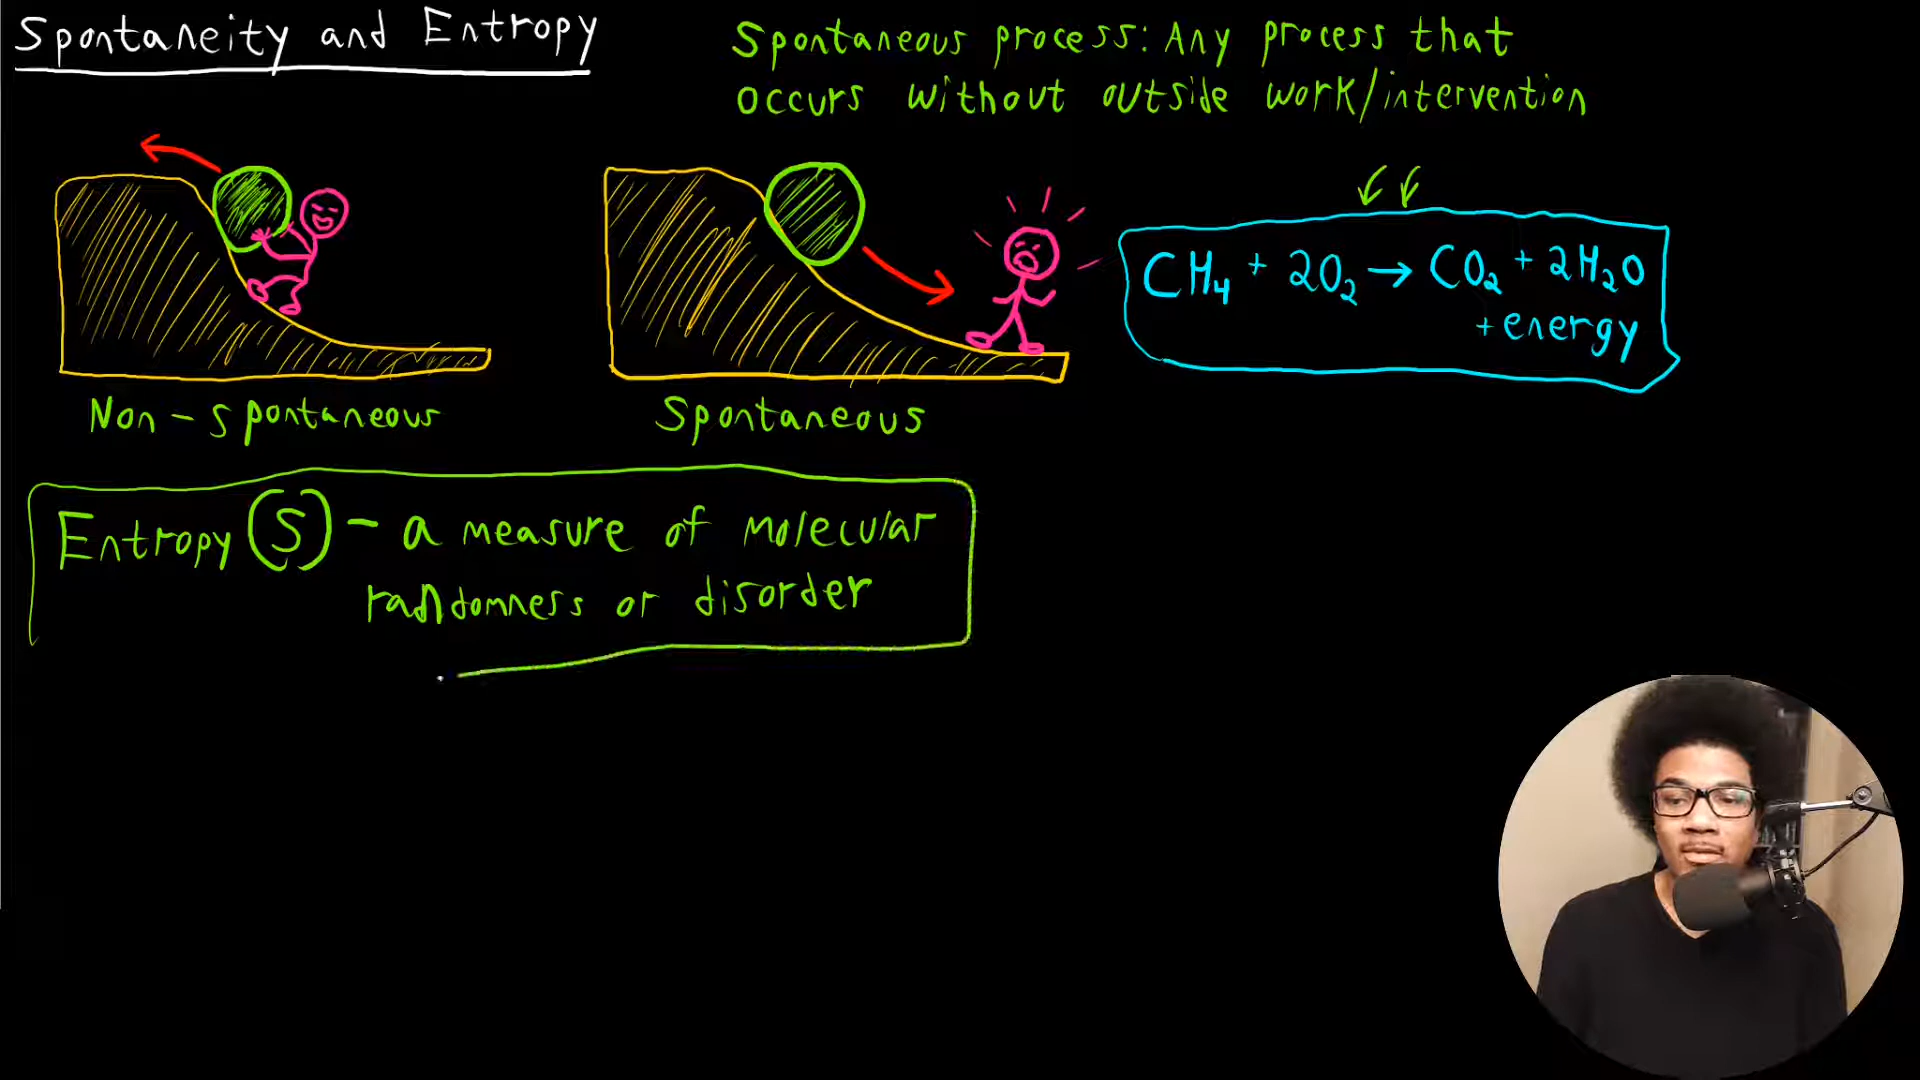 Spontaneity and Entropy
Spontaneous process: Any process that
occurs without outside work/intervention
CH₄ + 2O₂ → CO₂ + 2H₂O
+ energy
Non-spontaneous
Spontaneous
Entropy (S) - a measure of molecular
randomness or disorder